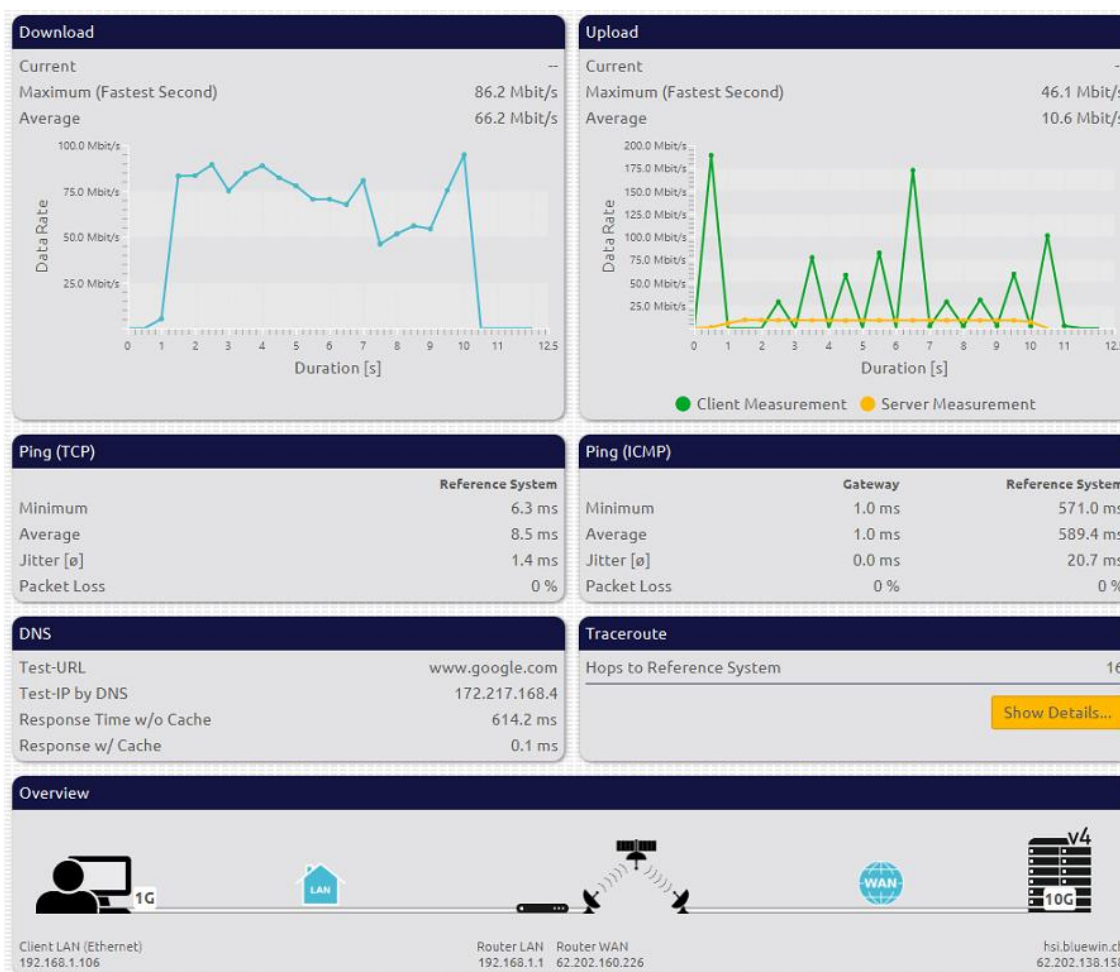 Download
Current --
Maximum (Fastest Second) 86.2 Mbit/s
Average 66.2 Mbit/s
100.0 Mbit/s
75.0 Mbit/s
50.0 Mbit/s
25.0 Mbit/s
Data Rate
0 1 2 3 4 5 6 7 8 9 10 11 12.5
Duration [s]
Upload
Current -
Maximum (Fastest Second) 46.1 Mbit/s
Average 10.6 Mbit/s
200.0 Mbit/s
175.0 Mbit/s
150.0 Mbit/s
125.0 Mbit/s
100.0 Mbit/s
75.0 Mbit/s
50.0 Mbit/s
25.0 Mbit/s
Data Rate
0 1 2 3 4 5 6 7 8 9 10 11 12.5
Duration [s]
Client Measurement Server Measurement
Ping (TCP)
Reference System
Minimum 6.3 ms
Average 8.5 ms
Jitter [ø] 1.4 ms
Packet Loss 0 %
Ping (ICMP)
Gateway Reference System
Minimum 1.0 ms 571.0 ms
Average 1.0 ms 589.4 ms
Jitter [ø] 0.0 ms 20.7 ms
Packet Loss 0 % 0 %
DNS
Test-URL www.google.com
Test-IP by DNS 172.217.168.4
Response Time w/o Cache 614.2 ms
Response w/ Cache 0.1 ms
Traceroute
Hops to Reference System 16
Show Details...
Overview
1G
LAN
WAN
v4
10G
Client LAN (Ethernet)
192.168.1.106
Router LAN
192.168.1.1
Router WAN
62.202.160.226
hsi.bluewin.ch